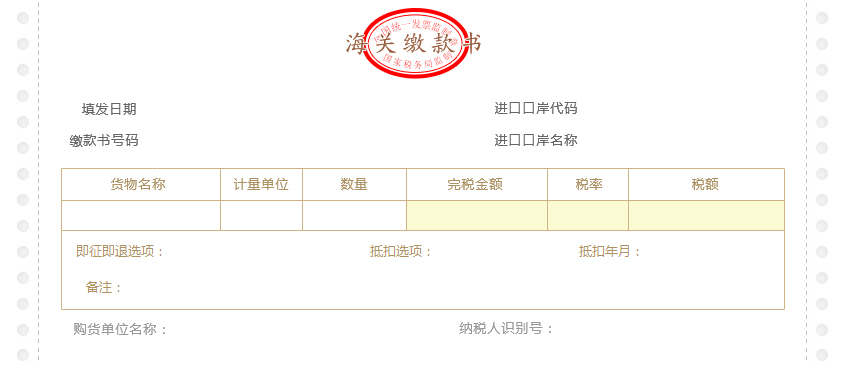 全国统一发票监制章
海关缴款书
国家税务局监制
填发日期 进口口岸代码
缴款书号码 进口口岸名称
货物名称 计量单位 数量 完税金额 税率 税额
即征即退选项： 抵扣选项： 抵扣年月：
备注：
购货单位名称： 纳税人识别号：